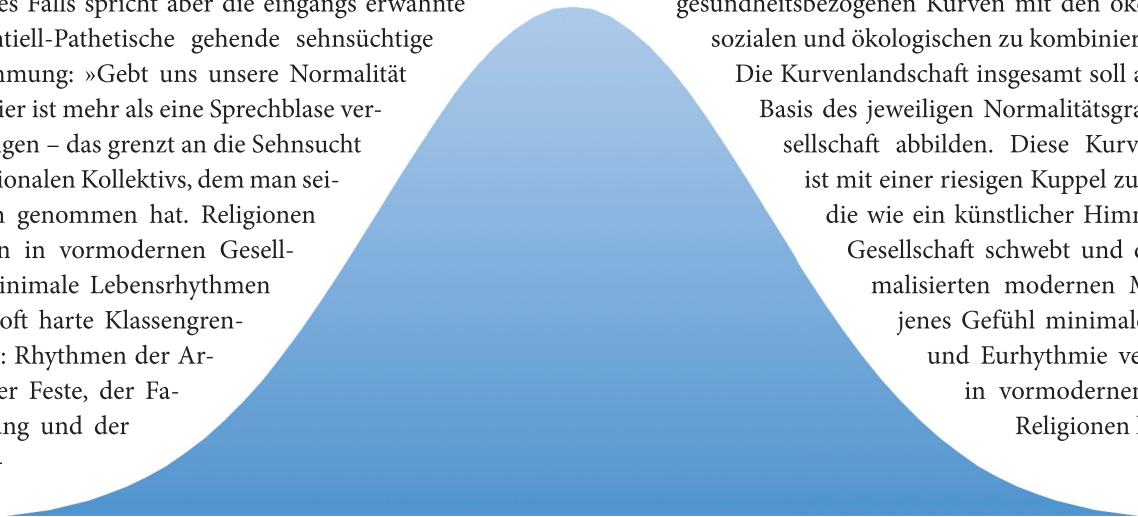 es Falls spricht aber die eingangs erwähnte
ntiell-Pathetische gehende sehnsüchtige
nmung: »Gebt uns unsere Normalität
ier ist mehr als eine Sprechblase ver-
gen – das grenzt an die Sehnsucht
ionalen Kollektivs, dem man sei-
n genommen hat. Religionen
n in vormodernen Gesell-
inimale Lebensrhythmen
oft harte Klassengren-
: Rhythmen der Ar-
er Feste, der Fa-
ung und der
gesundheitsbezogenen Kurven mit den ök
sozialen und ökologischen zu kombinier
Die Kurvenlandschaft insgesamt soll a
Basis des jeweiligen Normalitätsgra
sellschaft abbilden. Diese Kurv
ist mit einer riesigen Kuppel zu
die wie ein künstlicher Himm
Gesellschaft schwebt und
malisierten modernen M
jenes Gefühl minimal
und Eurhythmie ve
in vormoderner
Religionen